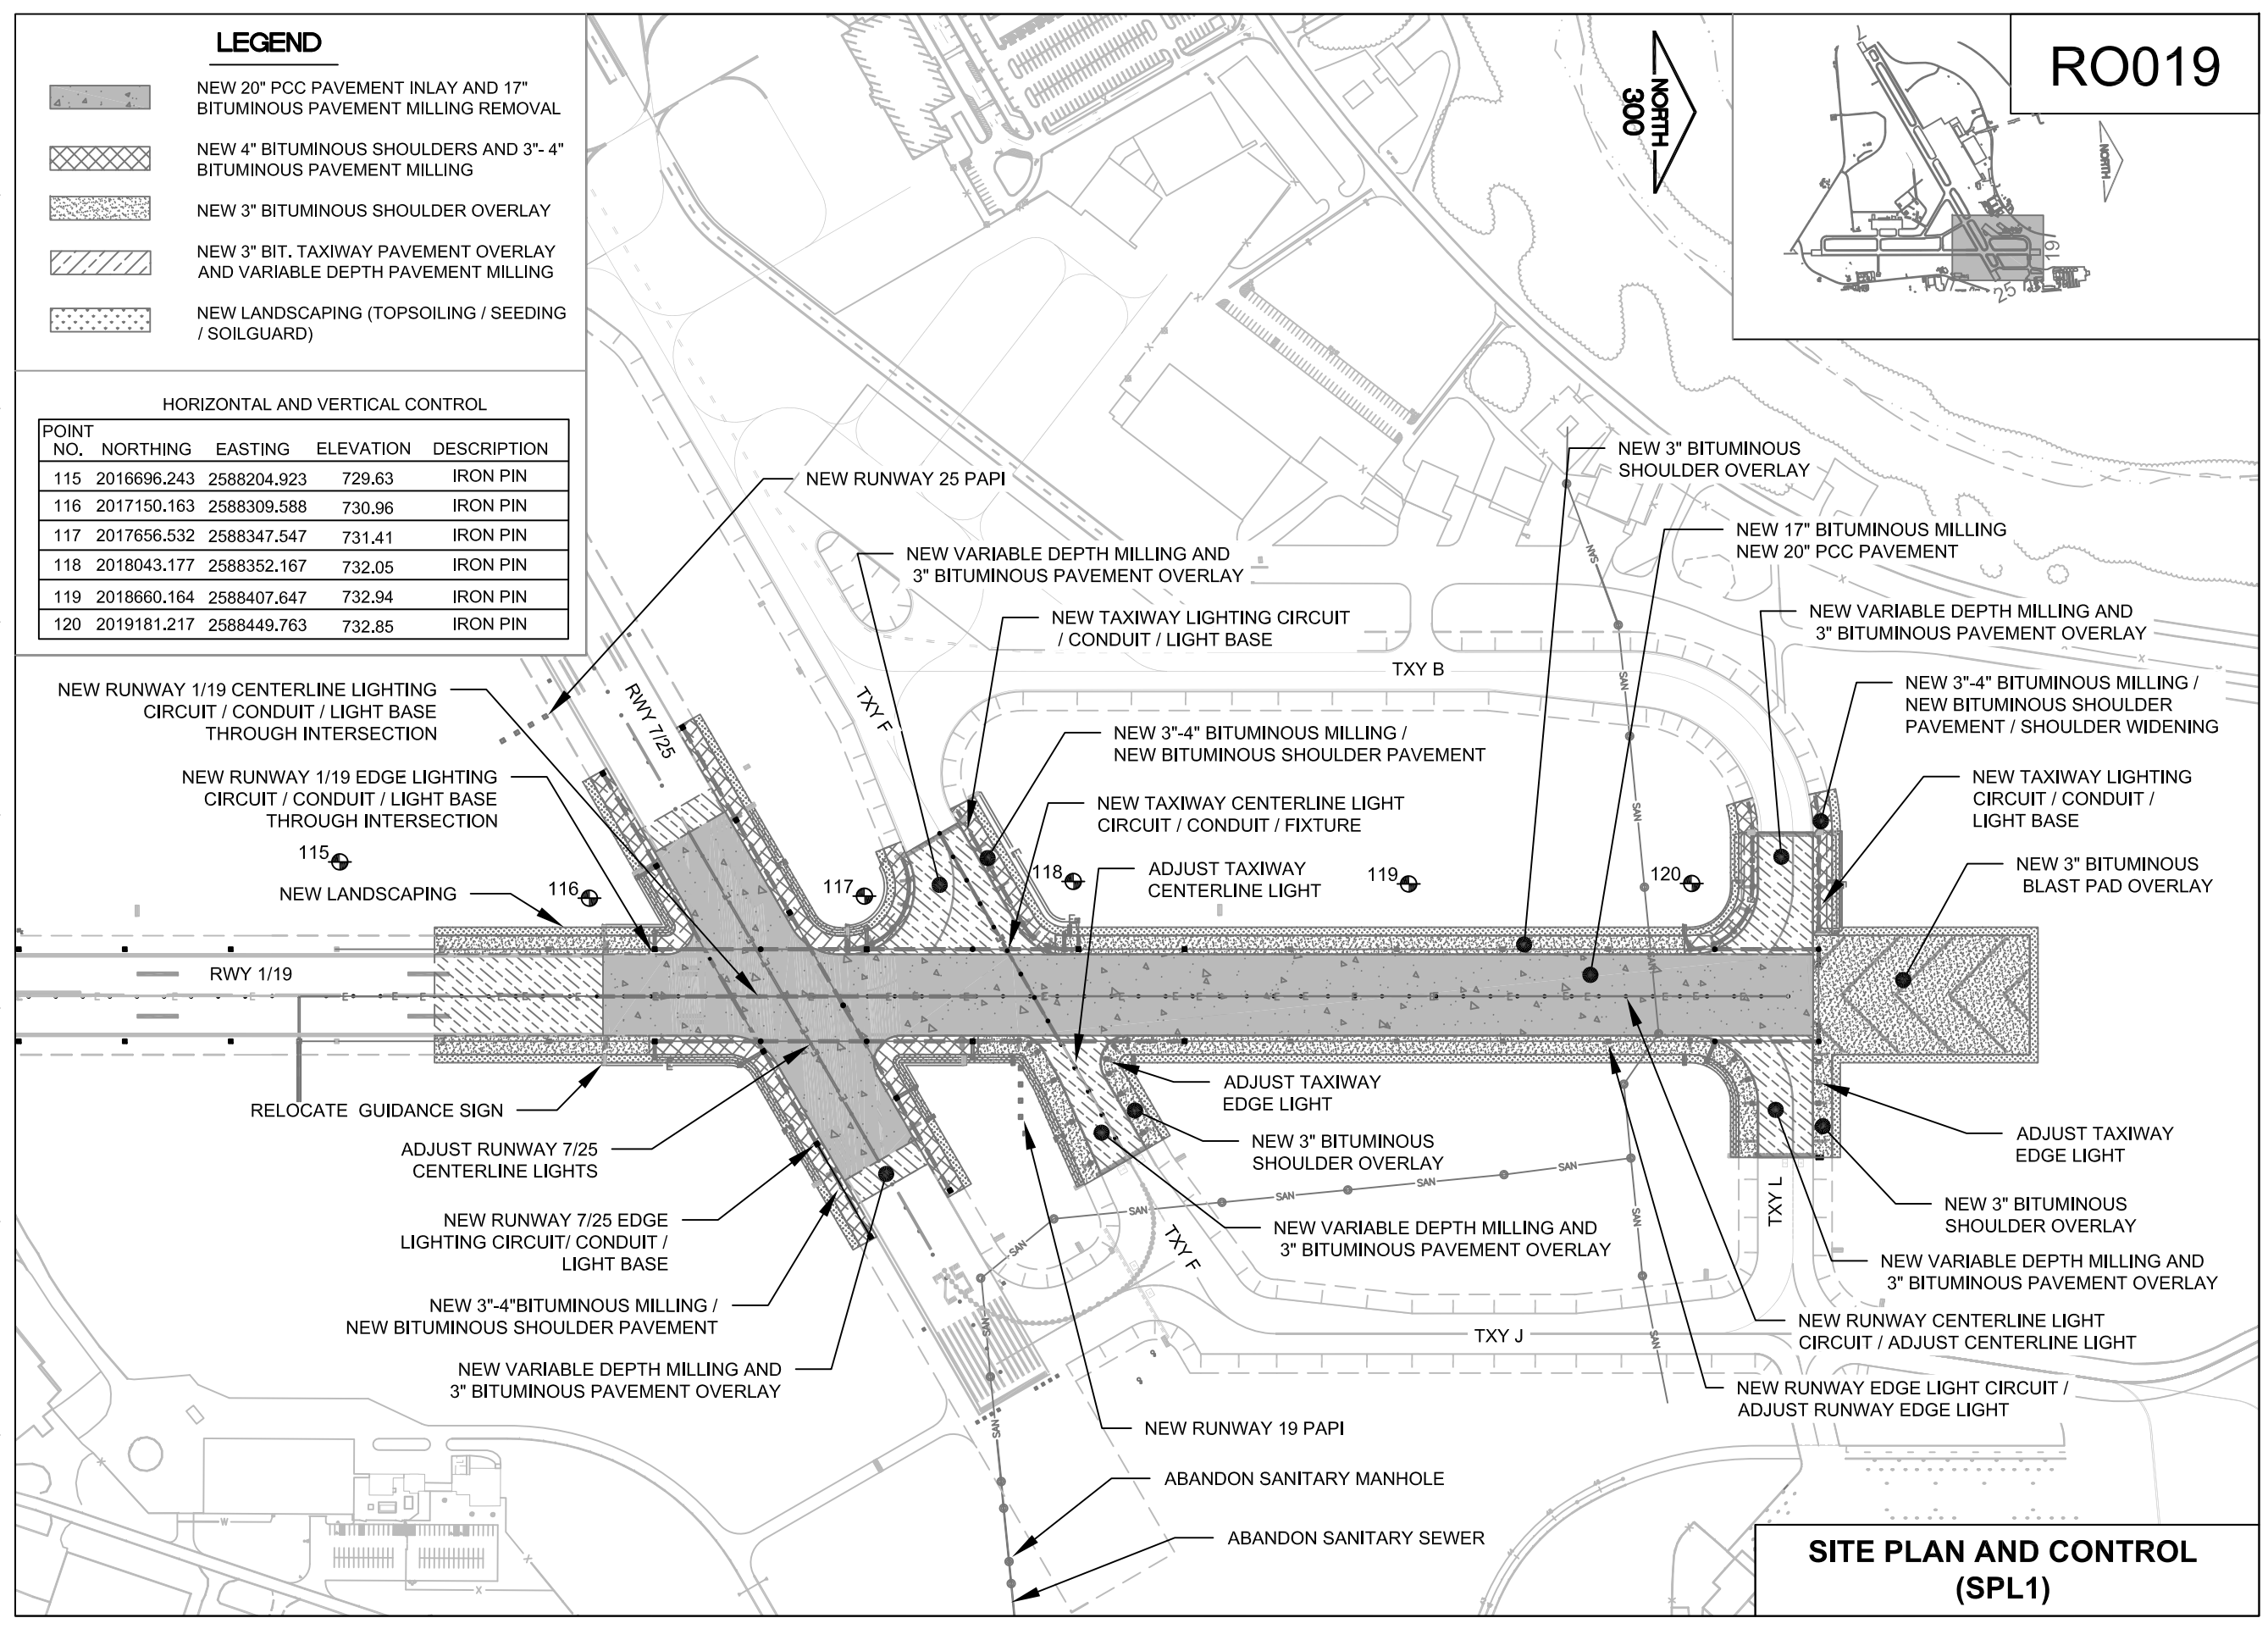 LEGEND
NEW 20" PCC PAVEMENT INLAY AND 17"
BITUMINOUS PAVEMENT MILLING REMOVAL
NEW 4" BITUMINOUS SHOULDERS AND 3"- 4"
BITUMINOUS PAVEMENT MILLING
NEW 3" BITUMINOUS SHOULDER OVERLAY
NEW 3" BIT. TAXIWAY PAVEMENT OVERLAY
AND VARIABLE DEPTH PAVEMENT MILLING
NEW LANDSCAPING (TOPSOILING / SEEDING
/ SOILGUARD)
HORIZONTAL AND VERTICAL CONTROL
POINT
NO. NORTHING EASTING ELEVATION DESCRIPTION
115 2016696.243 2588204.923 729.63 IRON PIN
116 2017150.163 2588309.588 730.96 IRON PIN
117 2017656.532 2588347.547 731.41 IRON PIN
118 2018043.177 2588352.167 732.05 IRON PIN
119 2018660.164 2588407.647 732.94 IRON PIN
120 2019181.217 2588449.763 732.85 IRON PIN
NORTH
300
RO019
NORTH
19
25
NEW RUNWAY 25 PAPI
NEW 3" BITUMINOUS
SHOULDER OVERLAY
NEW 17" BITUMINOUS MILLING
NEW 20" PCC PAVEMENT
NEW VARIABLE DEPTH MILLING AND
3" BITUMINOUS PAVEMENT OVERLAY
NEW TAXIWAY LIGHTING CIRCUIT
/ CONDUIT / LIGHT BASE
NEW VARIABLE DEPTH MILLING AND
3" BITUMINOUS PAVEMENT OVERLAY
TXY B
NEW RUNWAY 1/19 CENTERLINE LIGHTING
CIRCUIT / CONDUIT / LIGHT BASE
THROUGH INTERSECTION
RWY 7/25
TXY F
NEW 3"-4" BITUMINOUS MILLING /
NEW BITUMINOUS SHOULDER PAVEMENT
NEW 3"-4" BITUMINOUS MILLING /
NEW BITUMINOUS SHOULDER
PAVEMENT / SHOULDER WIDENING
NEW RUNWAY 1/19 EDGE LIGHTING
CIRCUIT / CONDUIT / LIGHT BASE
THROUGH INTERSECTION
NEW TAXIWAY CENTERLINE LIGHT
CIRCUIT / CONDUIT / FIXTURE
NEW TAXIWAY LIGHTING
CIRCUIT / CONDUIT /
LIGHT BASE
115
116
117
118
119
120
ADJUST TAXIWAY
CENTERLINE LIGHT
NEW 3" BITUMINOUS
BLAST PAD OVERLAY
NEW LANDSCAPING
RWY 1/19
RELOCATE GUIDANCE SIGN
ADJUST TAXIWAY
EDGE LIGHT
ADJUST RUNWAY 7/25
CENTERLINE LIGHTS
NEW 3" BITUMINOUS
SHOULDER OVERLAY
ADJUST TAXIWAY
EDGE LIGHT
NEW RUNWAY 7/25 EDGE
LIGHTING CIRCUIT/ CONDUIT /
LIGHT BASE
NEW VARIABLE DEPTH MILLING AND
3" BITUMINOUS PAVEMENT OVERLAY
TXY F
TXY L
NEW 3" BITUMINOUS
SHOULDER OVERLAY
NEW VARIABLE DEPTH MILLING AND
3" BITUMINOUS PAVEMENT OVERLAY
NEW 3"-4"BITUMINOUS MILLING /
NEW BITUMINOUS SHOULDER PAVEMENT
TXY J
NEW RUNWAY CENTERLINE LIGHT
CIRCUIT / ADJUST CENTERLINE LIGHT
NEW VARIABLE DEPTH MILLING AND
3" BITUMINOUS PAVEMENT OVERLAY
NEW RUNWAY EDGE LIGHT CIRCUIT /
ADJUST RUNWAY EDGE LIGHT
NEW RUNWAY 19 PAPI
ABANDON SANITARY MANHOLE
ABANDON SANITARY SEWER
SAN
SAN
SAN
SAN
SAN
SAN
SAN
SAN
SAN
SAN
SAN
SAN
SAN
W
SITE PLAN AND CONTROL
(SPL1)